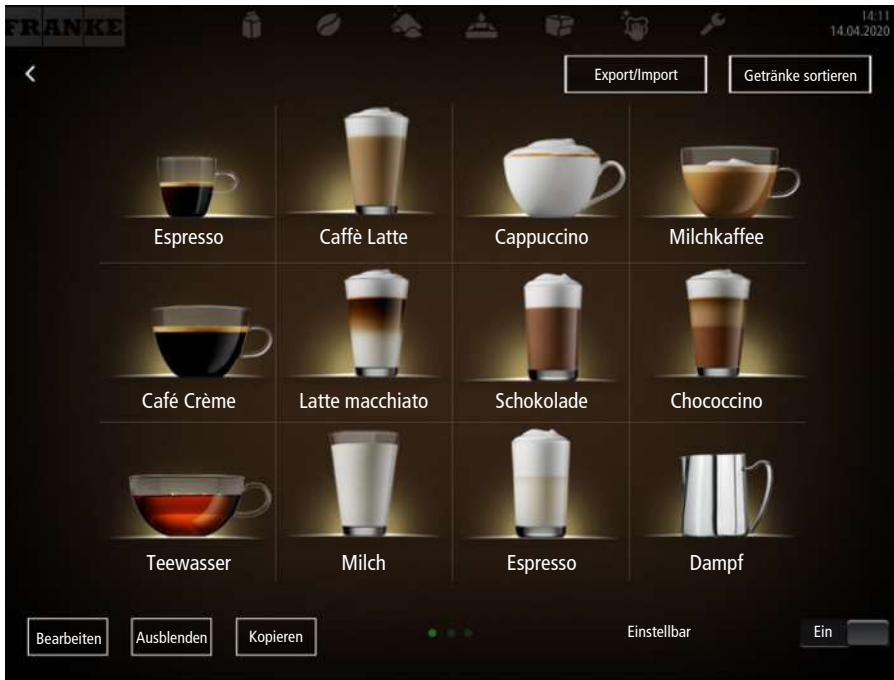 FRANKE
14:11
14.04.2020
Export/Import
Getränke sortieren
Espresso
Caffè Latte
Cappuccino
Milchkaffee
Café Crème
Latte macchiato
Schokolade
Chococcino
Teewasser
Milch
Espresso
Dampf
Bearbeiten
Ausblenden
Kopieren
Einstellbar
Ein